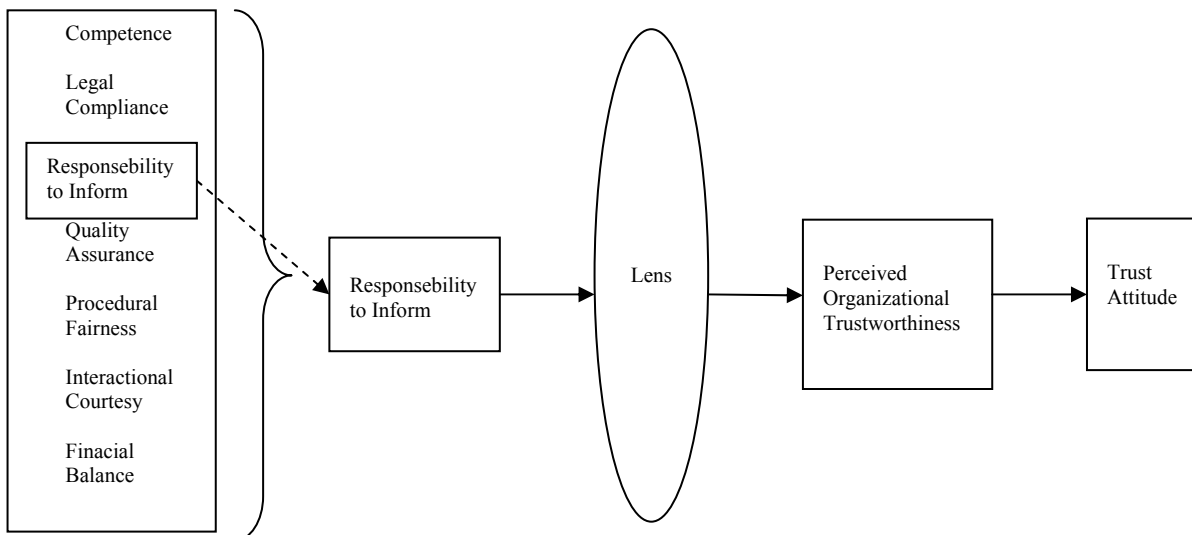 Competence
Legal
Compliance
Responsebility
to Inform
Quality
Assurance
Procedural
Fairness
Interactional
Courtesy
Finacial
Balance
Responsebility
to Inform
Lens
Perceived
Organizational
Trustworthiness
Trust
Attitude